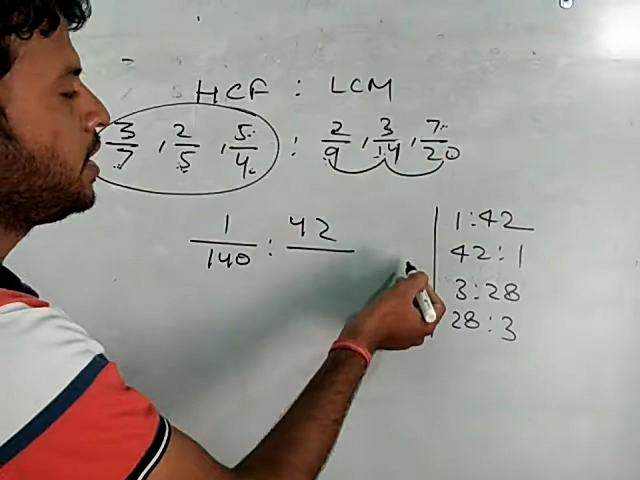 HCF : LCM
3/7 , 2/5 , 5/4 : 2/9 , 3/14 , 7/20
1/140 : 42/
1:42
42:1
3:28
28:3